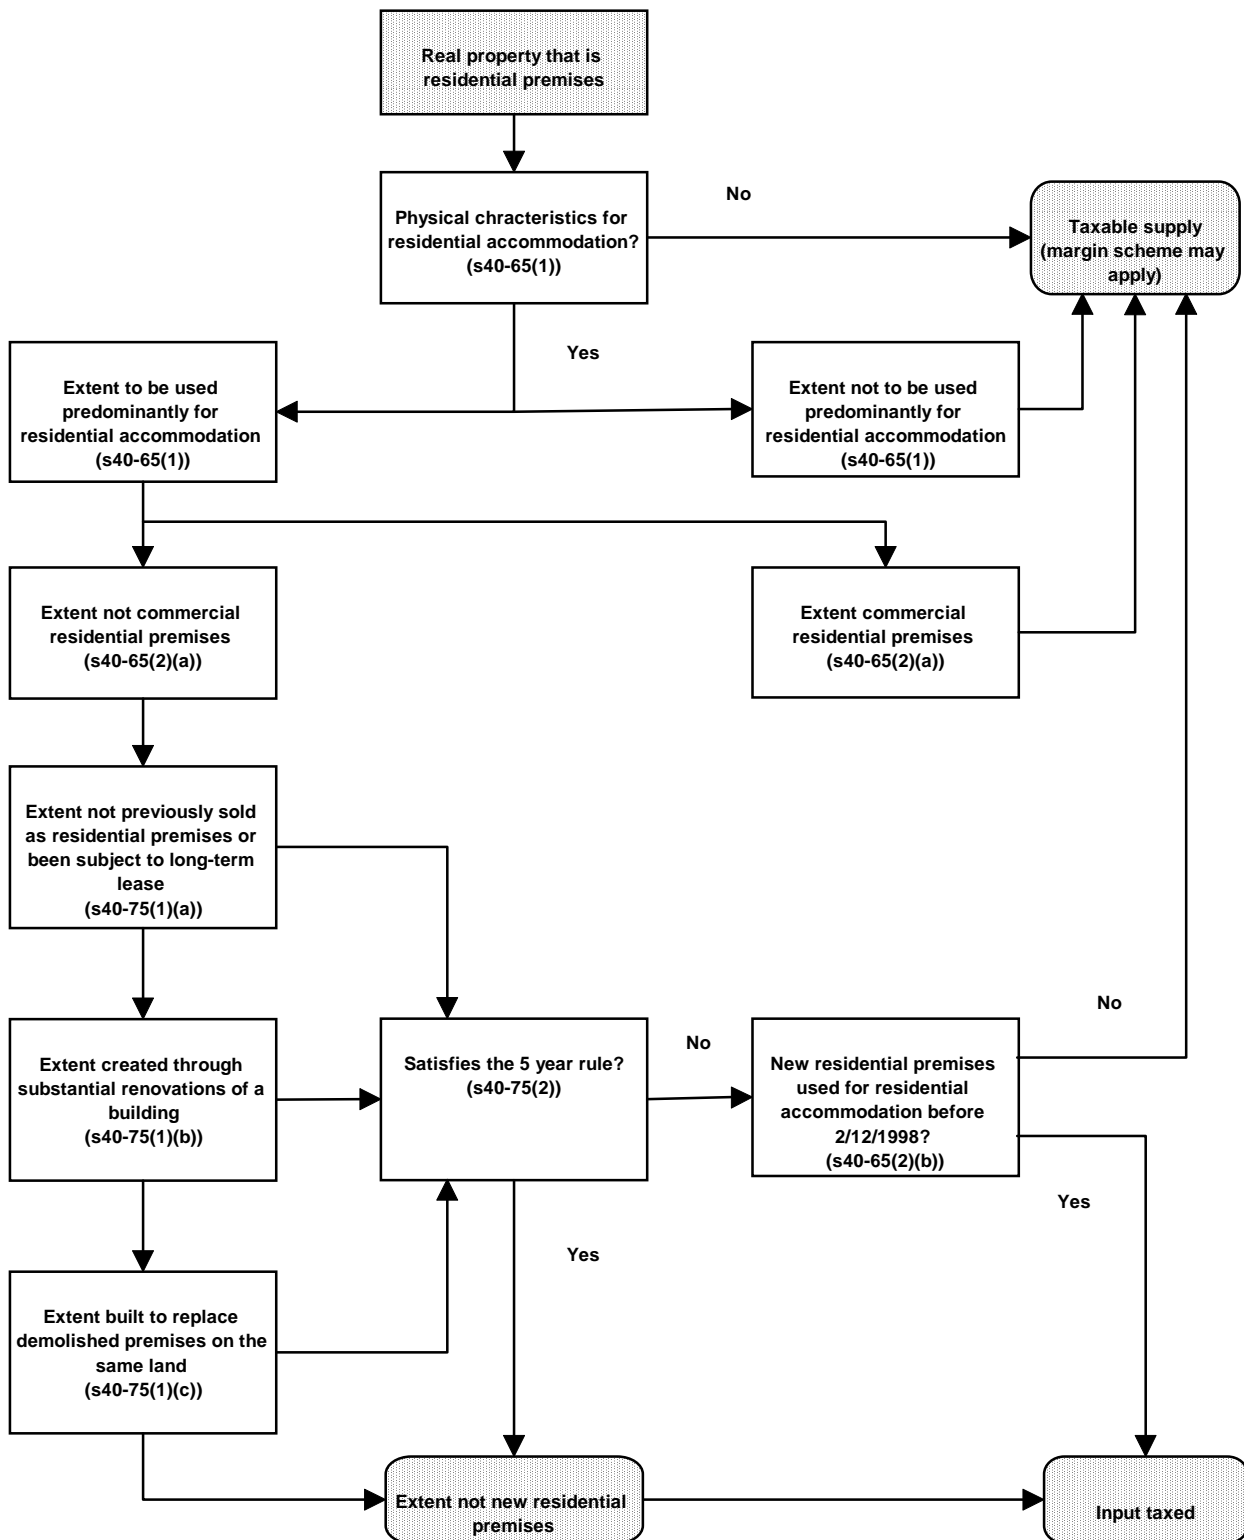 Real property that is
residential premises
Physical chracteristics for
residential accommodation?
(s40-65(1))
No
Taxable supply
(margin scheme may
apply)
Yes
Extent to be used
predominantly for
residential accommodation
(s40-65(1))
Extent not to be used
predominantly for
residential accommodation
(s40-65(1))
Extent not commercial
residential premises
(s40-65(2)(a))
Extent commercial
residential premises
(s40-65(2)(a))
Extent not previously sold
as residential premises or
been subject to long-term
lease
(s40-75(1)(a))
Extent created through
substantial renovations of a
building
(s40-75(1)(b))
Satisfies the 5 year rule?
(s40-75(2))
No
New residential premises
used for residential
accommodation before
2/12/1998?
(s40-65(2)(b))
No
Yes
Yes
Extent built to replace
demolished premises on the
same land
(s40-75(1)(c))
Extent not new residential
premises
Input taxed